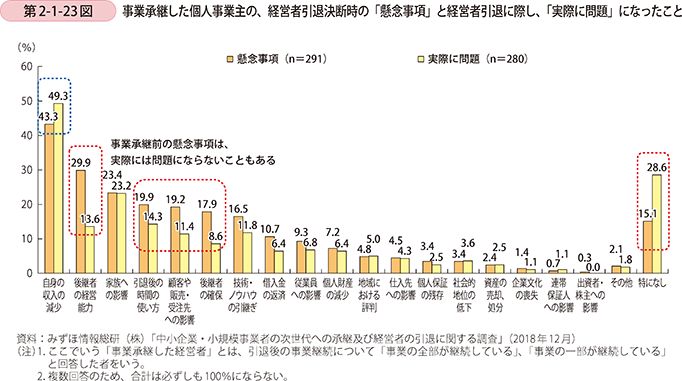 第2-1-23図
事業承継した個人事業主の、経営者引退決断時の「懸念事項」と経営者引退に際し、「実際に問題」になったこと
(%)
懸念事項（n=291） 実際に問題（n=280）
60
50
40
30
20
10
0
事業承継前の懸念事項は、
実際には問題にならないこともある
43.3 49.3
29.9 13.6
23.4 23.2
19.9 14.3
19.2 11.4
17.9 8.6
16.5 11.8
10.7 6.4
9.3 6.8
7.2 6.4
4.8 5.0
4.5 4.3
3.4 2.5
3.4 3.6
2.4 2.5
1.4 1.1
0.7 1.1
0.3 0.0
2.1 1.8
15.1 28.6
自身の
収入の
減少
後継者
の経営
能力
家族へ
の影響
引退後の
時間の
使い方
顧客や
販売・
受注先
への影響
後継者
の確保
技術・
ノウハウ
の引継ぎ
借入金
の返済
従業員
への影響
個人財産
の減少
地域に
おける
評判
仕入先
への影響
個人保証
の残存
社会的
地位の
低下
資産の
売却、
処分
企業文化
の喪失
連帯
保証人へ
の影響
出資者・
株主への
影響
その他
特になし
資料：みずほ情報総研（株）「中小企業・小規模事業者の次世代への承継及び経営者の引退に関する調査」（2018年12月）
（注）1. ここでいう「事業承継した経営者」とは、引退後の事業継続について「事業の全部が継続している」、「事業の一部が継続している」
と回答した者をいう。
2. 複数回答のため、合計は必ずしも100％にならない。